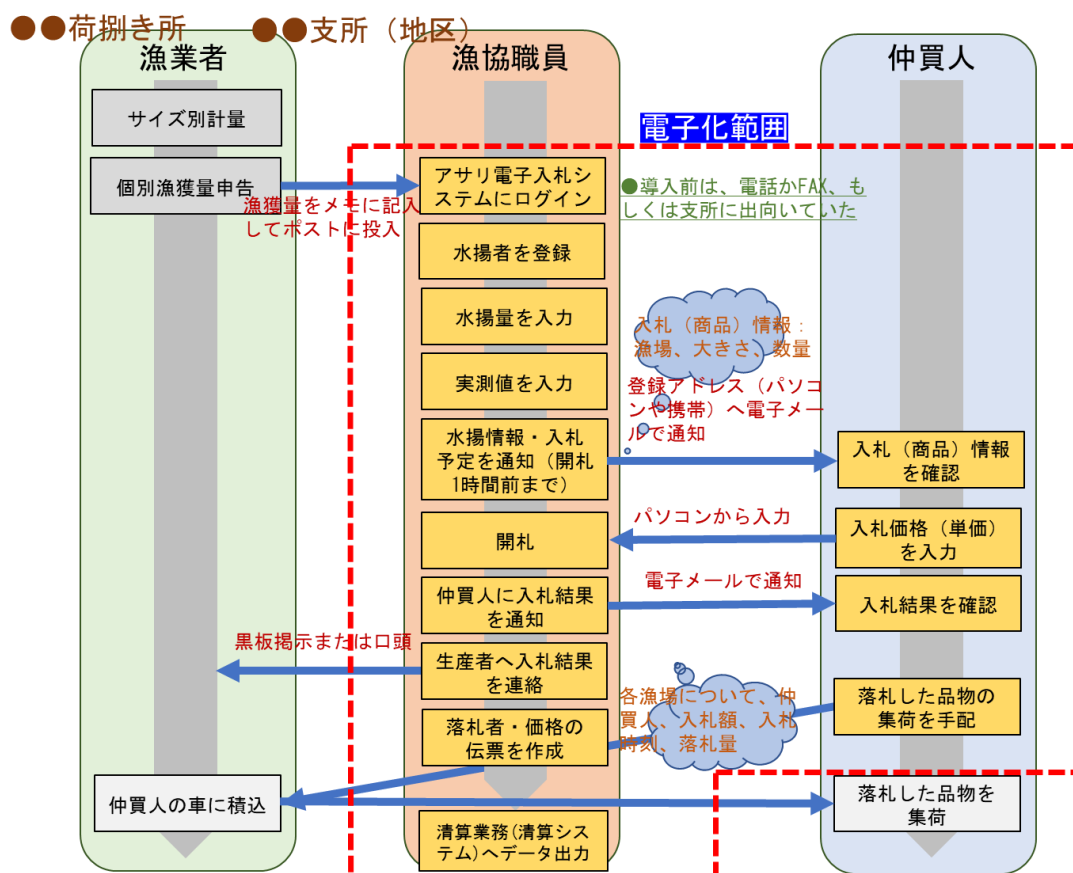 ●●荷捌き所
●●支所（地区）
漁業者
漁協職員
仲買人
電子化範囲
サイズ別計量
個別漁獲量申告
漁獲量をメモに記入
してポストに投入
アサリ電子入札シ
ステムにログイン
●導入前は、電話かFAX、も
しくは支所に出向いていた
水揚者を登録
水揚量を入力
入札（商品）情報：
漁場、大きさ、数量
実測値を入力
登録アドレス（パソコ
ンや携帯）へ電子メー
ルで通知
水揚情報・入札
予定を通知（開札
1時間前まで）
入札（商品）情報
を確認
パソコンから入力
開札
入札価格（単価）
を入力
電子メールで通知
仲買人に入札結果
を通知
入札結果を確認
黒板掲示または口頭
生産者へ入札結果
を連絡
各漁場について、仲
買人、入札額、入札
時刻、落札量
落札した品物の
集荷を手配
落札者・価格の
伝票を作成
仲買人の車に積込
落札した品物を
集荷
清算業務(清算シス
テム)へデータ出力